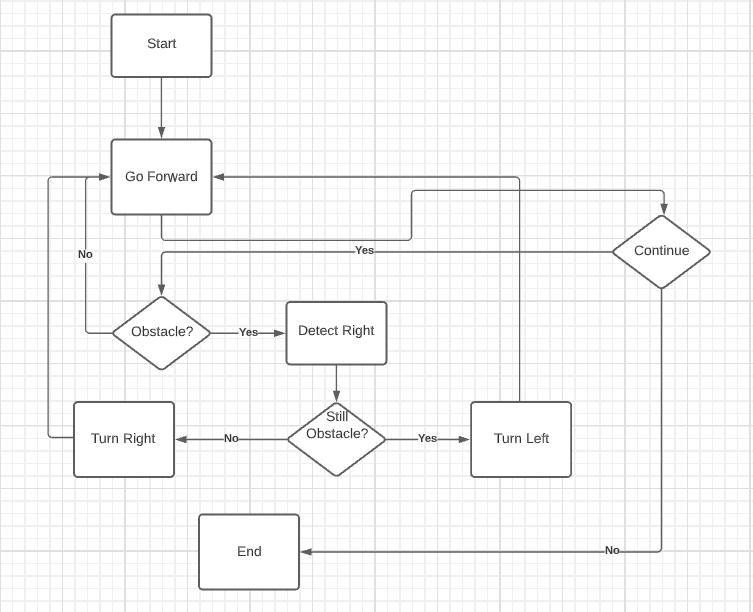 Start
Go Forward
No
Yes
Continue
Obstacle?
Yes
Detect Right
Still
Obstacle?
Turn Right
No
Yes
Turn Left
End
No